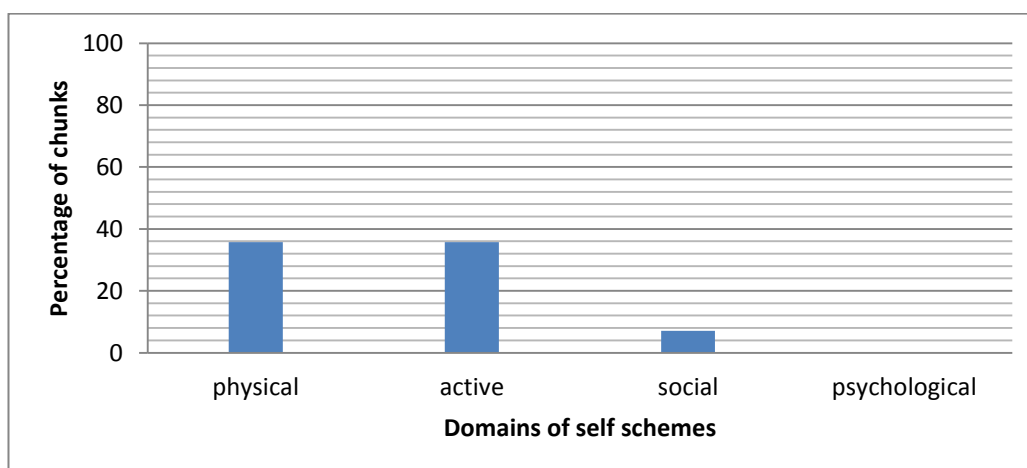 Percentage of chunks
100
80
60
40
20
0
physical active social psychological
Domains of self schemes